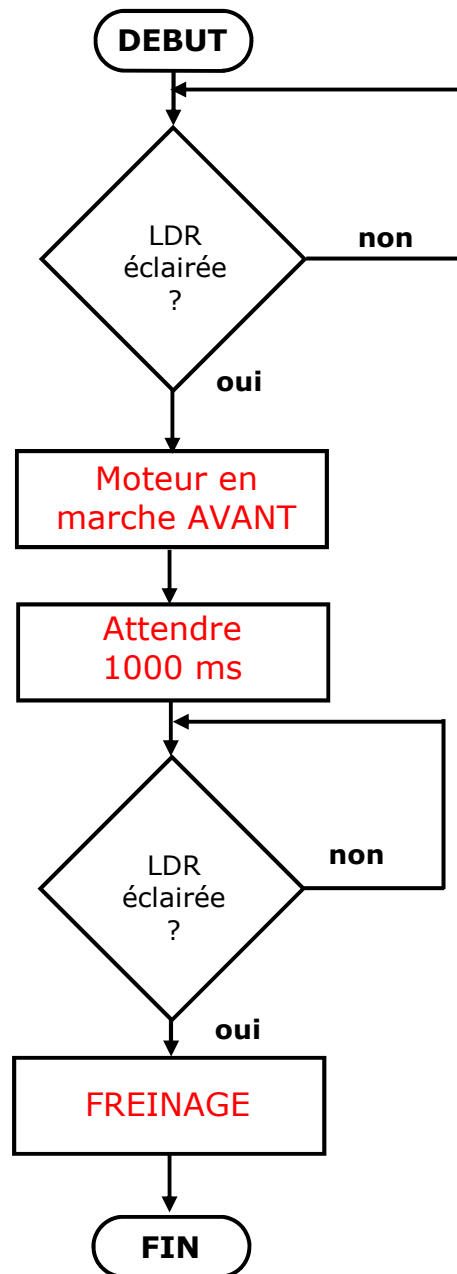 DEBUT
LDR
éclairée
?
non
oui
Moteur en
marche AVANT
Attendre
1000 ms
LDR
éclairée
?
non
oui
FREINAGE
FIN